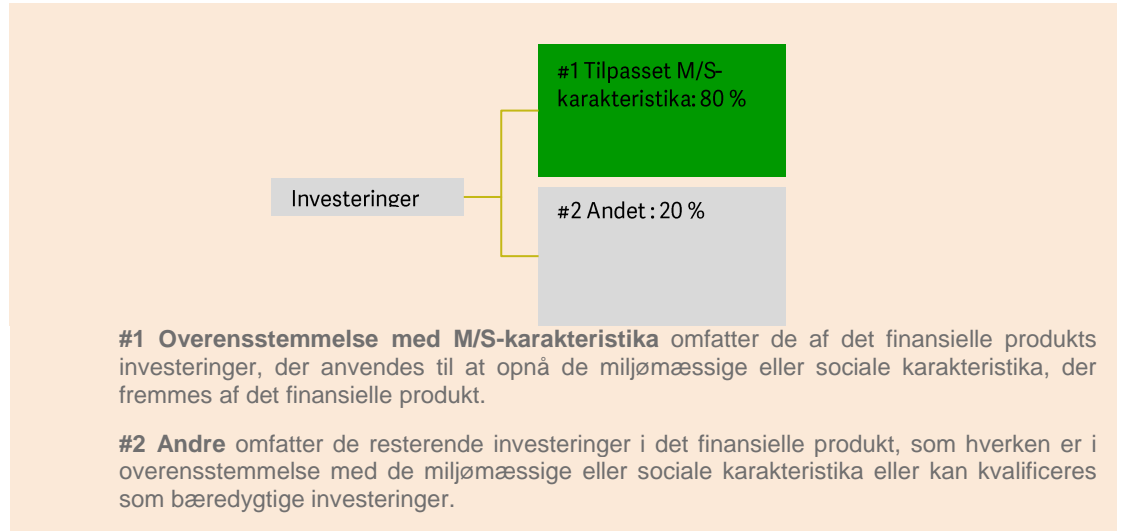 #1 Tilpasset M/S-
karakteristika: 80 %
Investeringer
#2 Andet : 20 %
#1 Overensstemmelse med M/S-karakteristika omfatter de af det finansielle produkts
investeringer, der anvendes til at opnå de miljømæssige eller sociale karakteristika, der
fremmes af det finansielle produkt.
#2 Andre omfatter de resterende investeringer i det finansielle produkt, som hverken er i
overensstemmelse med de miljømæssige eller sociale karakteristika eller kan kvalificeres
som bæredygtige investeringer.